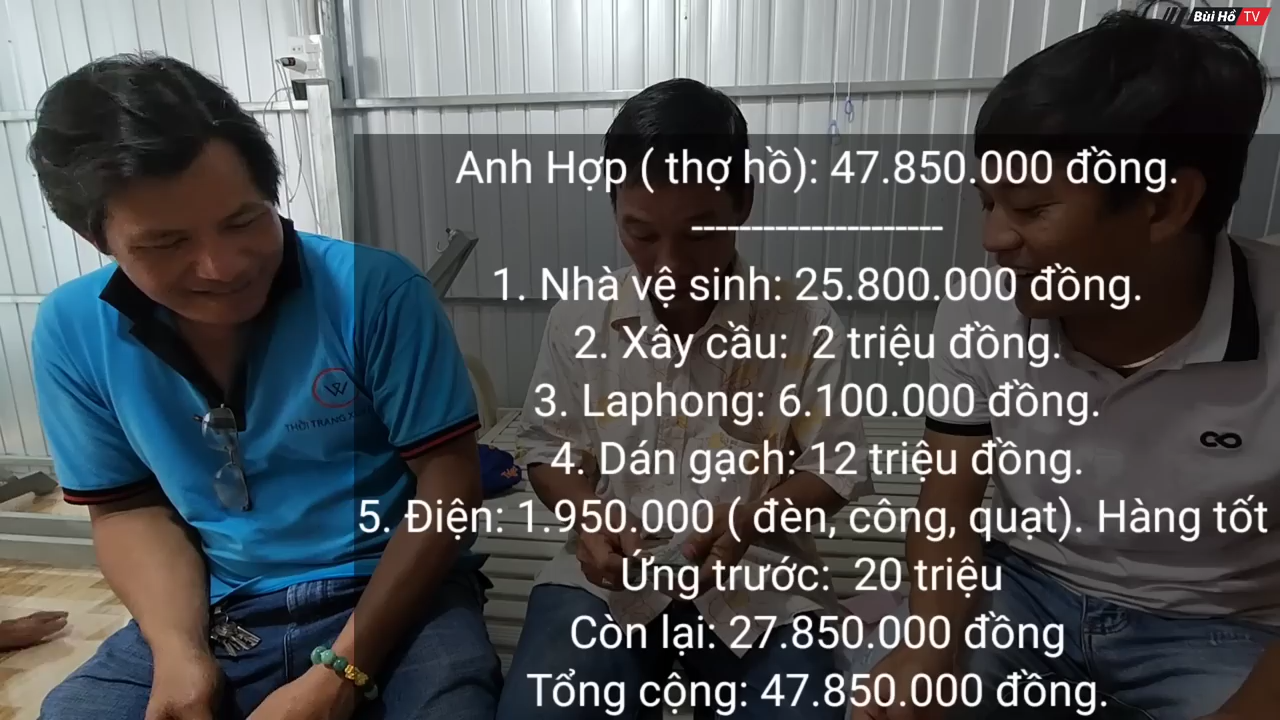 Bùi Hồ TV
Anh Hợp ( thợ hồ): 47.850.000 đồng.
---------------------
1. Nhà vệ sinh: 25.800.000 đồng.
2. Xây cầu: 2 triệu đồng.
3. Laphong: 6.100.000 đồng.
4. Dán gạch: 12 triệu đồng.
5. Điện: 1.950.000 ( đèn, công, quạt). Hàng tốt
Ứng trước: 20 triệu
Còn lại: 27.850.000 đồng
Tổng cộng: 47.850.000 đồng.
W
THỜI TRANG